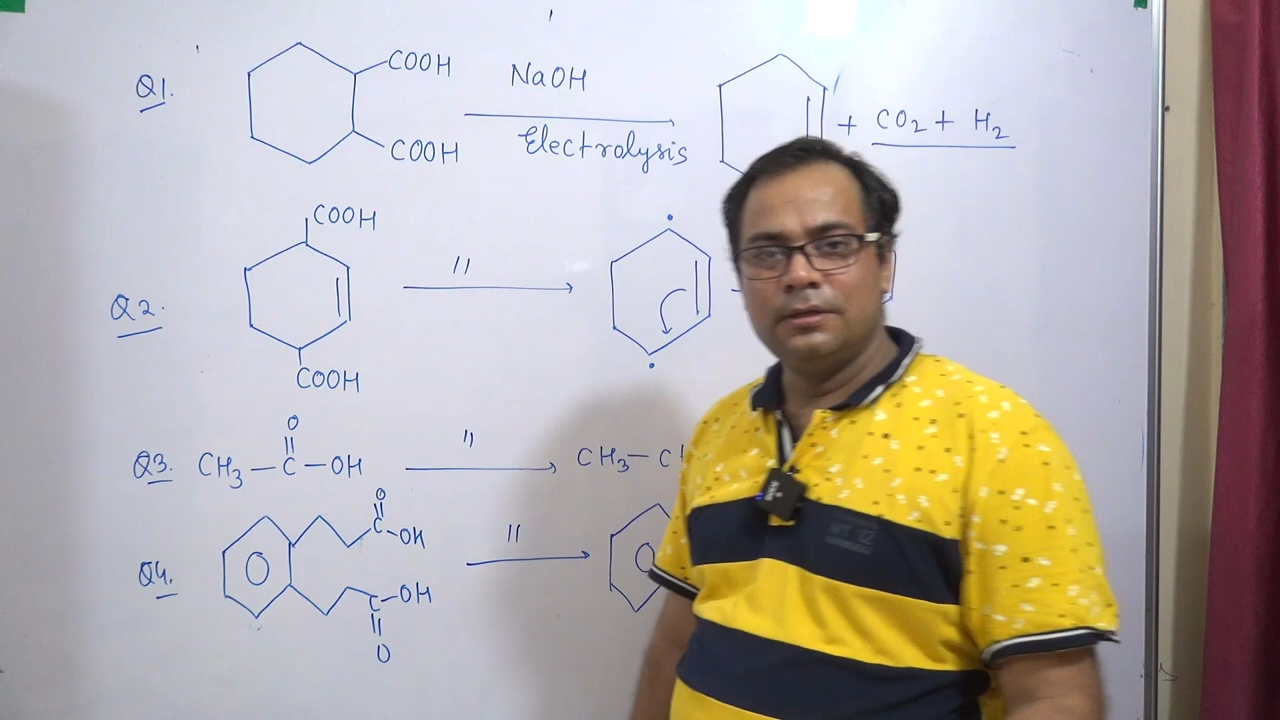 Q1. COOH NaOH
COOH Electrolysis + CO2 + H2
COOH
Q2. //
COOH
Q3. CH3-C-OH // CH3-C
O
Q4. O C-OH //
C-OH
O